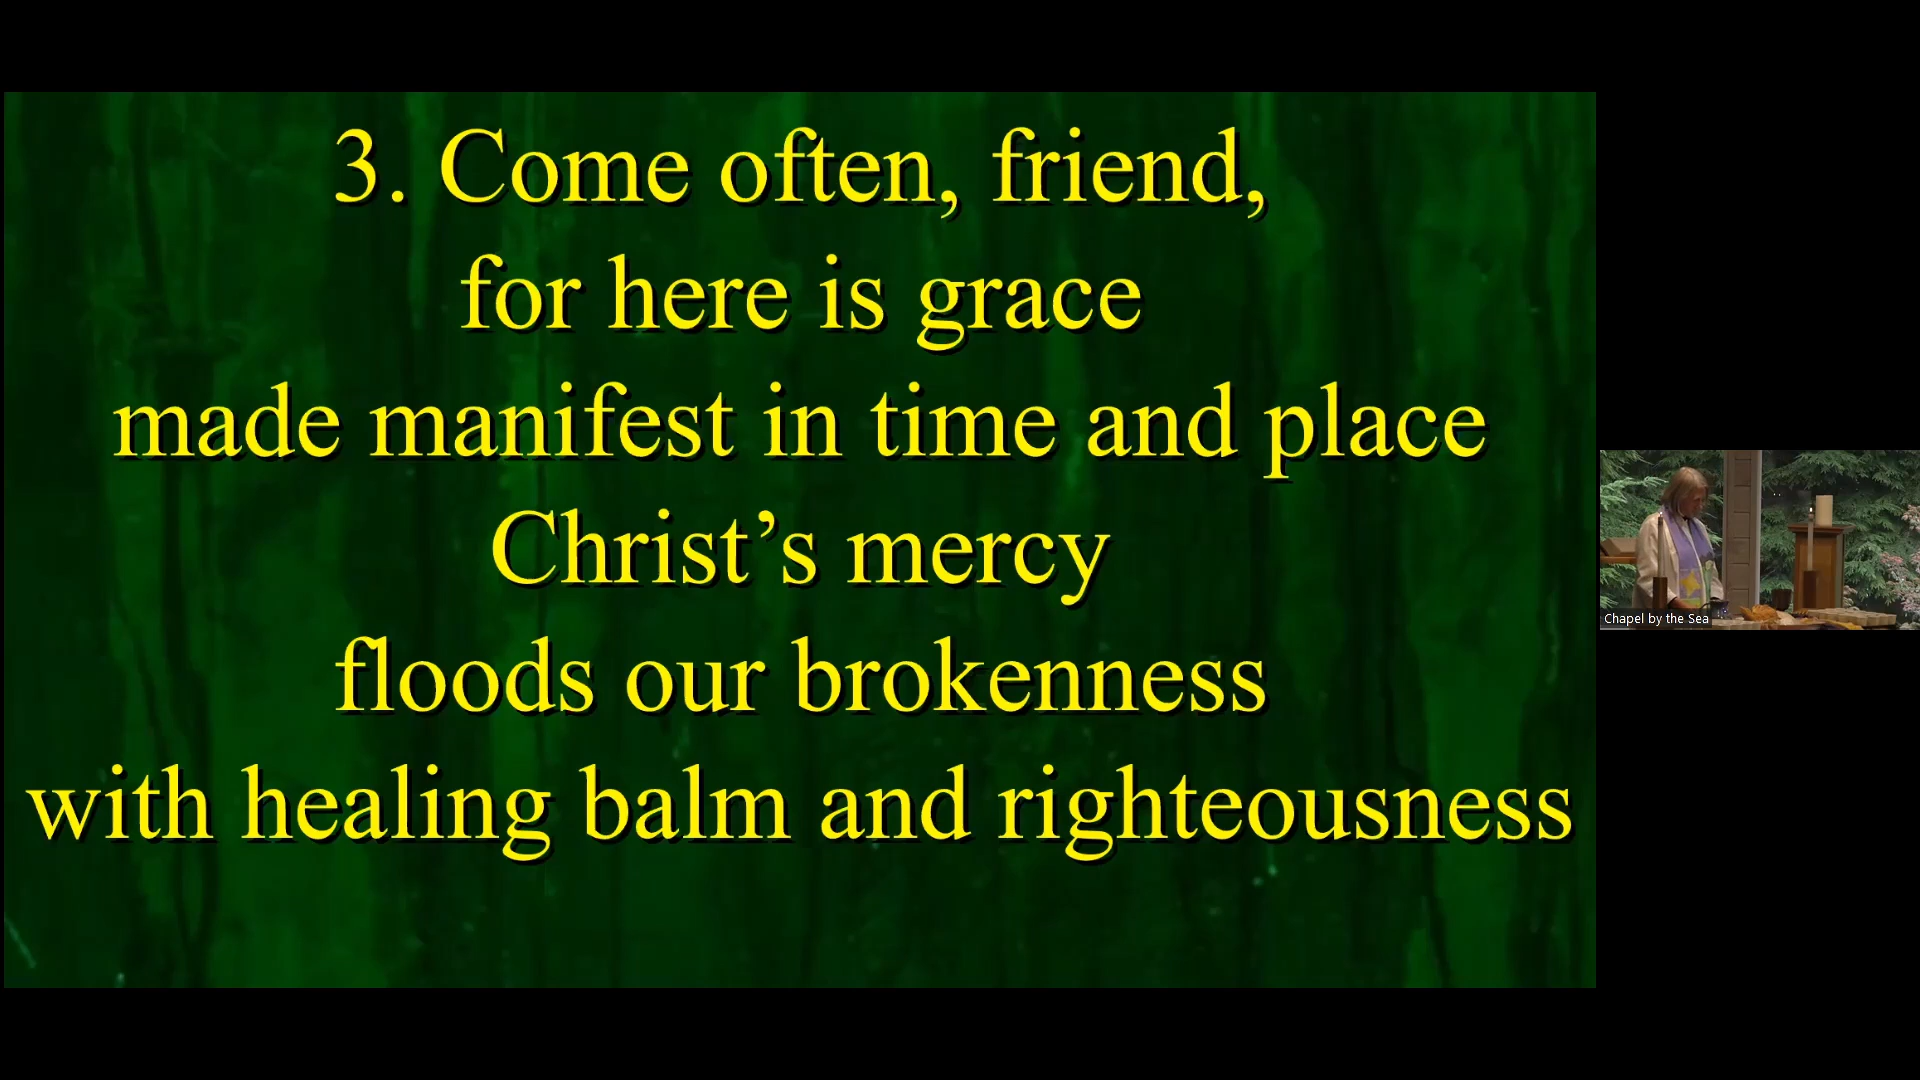 3. Come often, friend,
for here is grace
made manifest in time and place
Christ’s mercy
floods our brokenness
with healing balm and righteousness
Chapel by the Sea